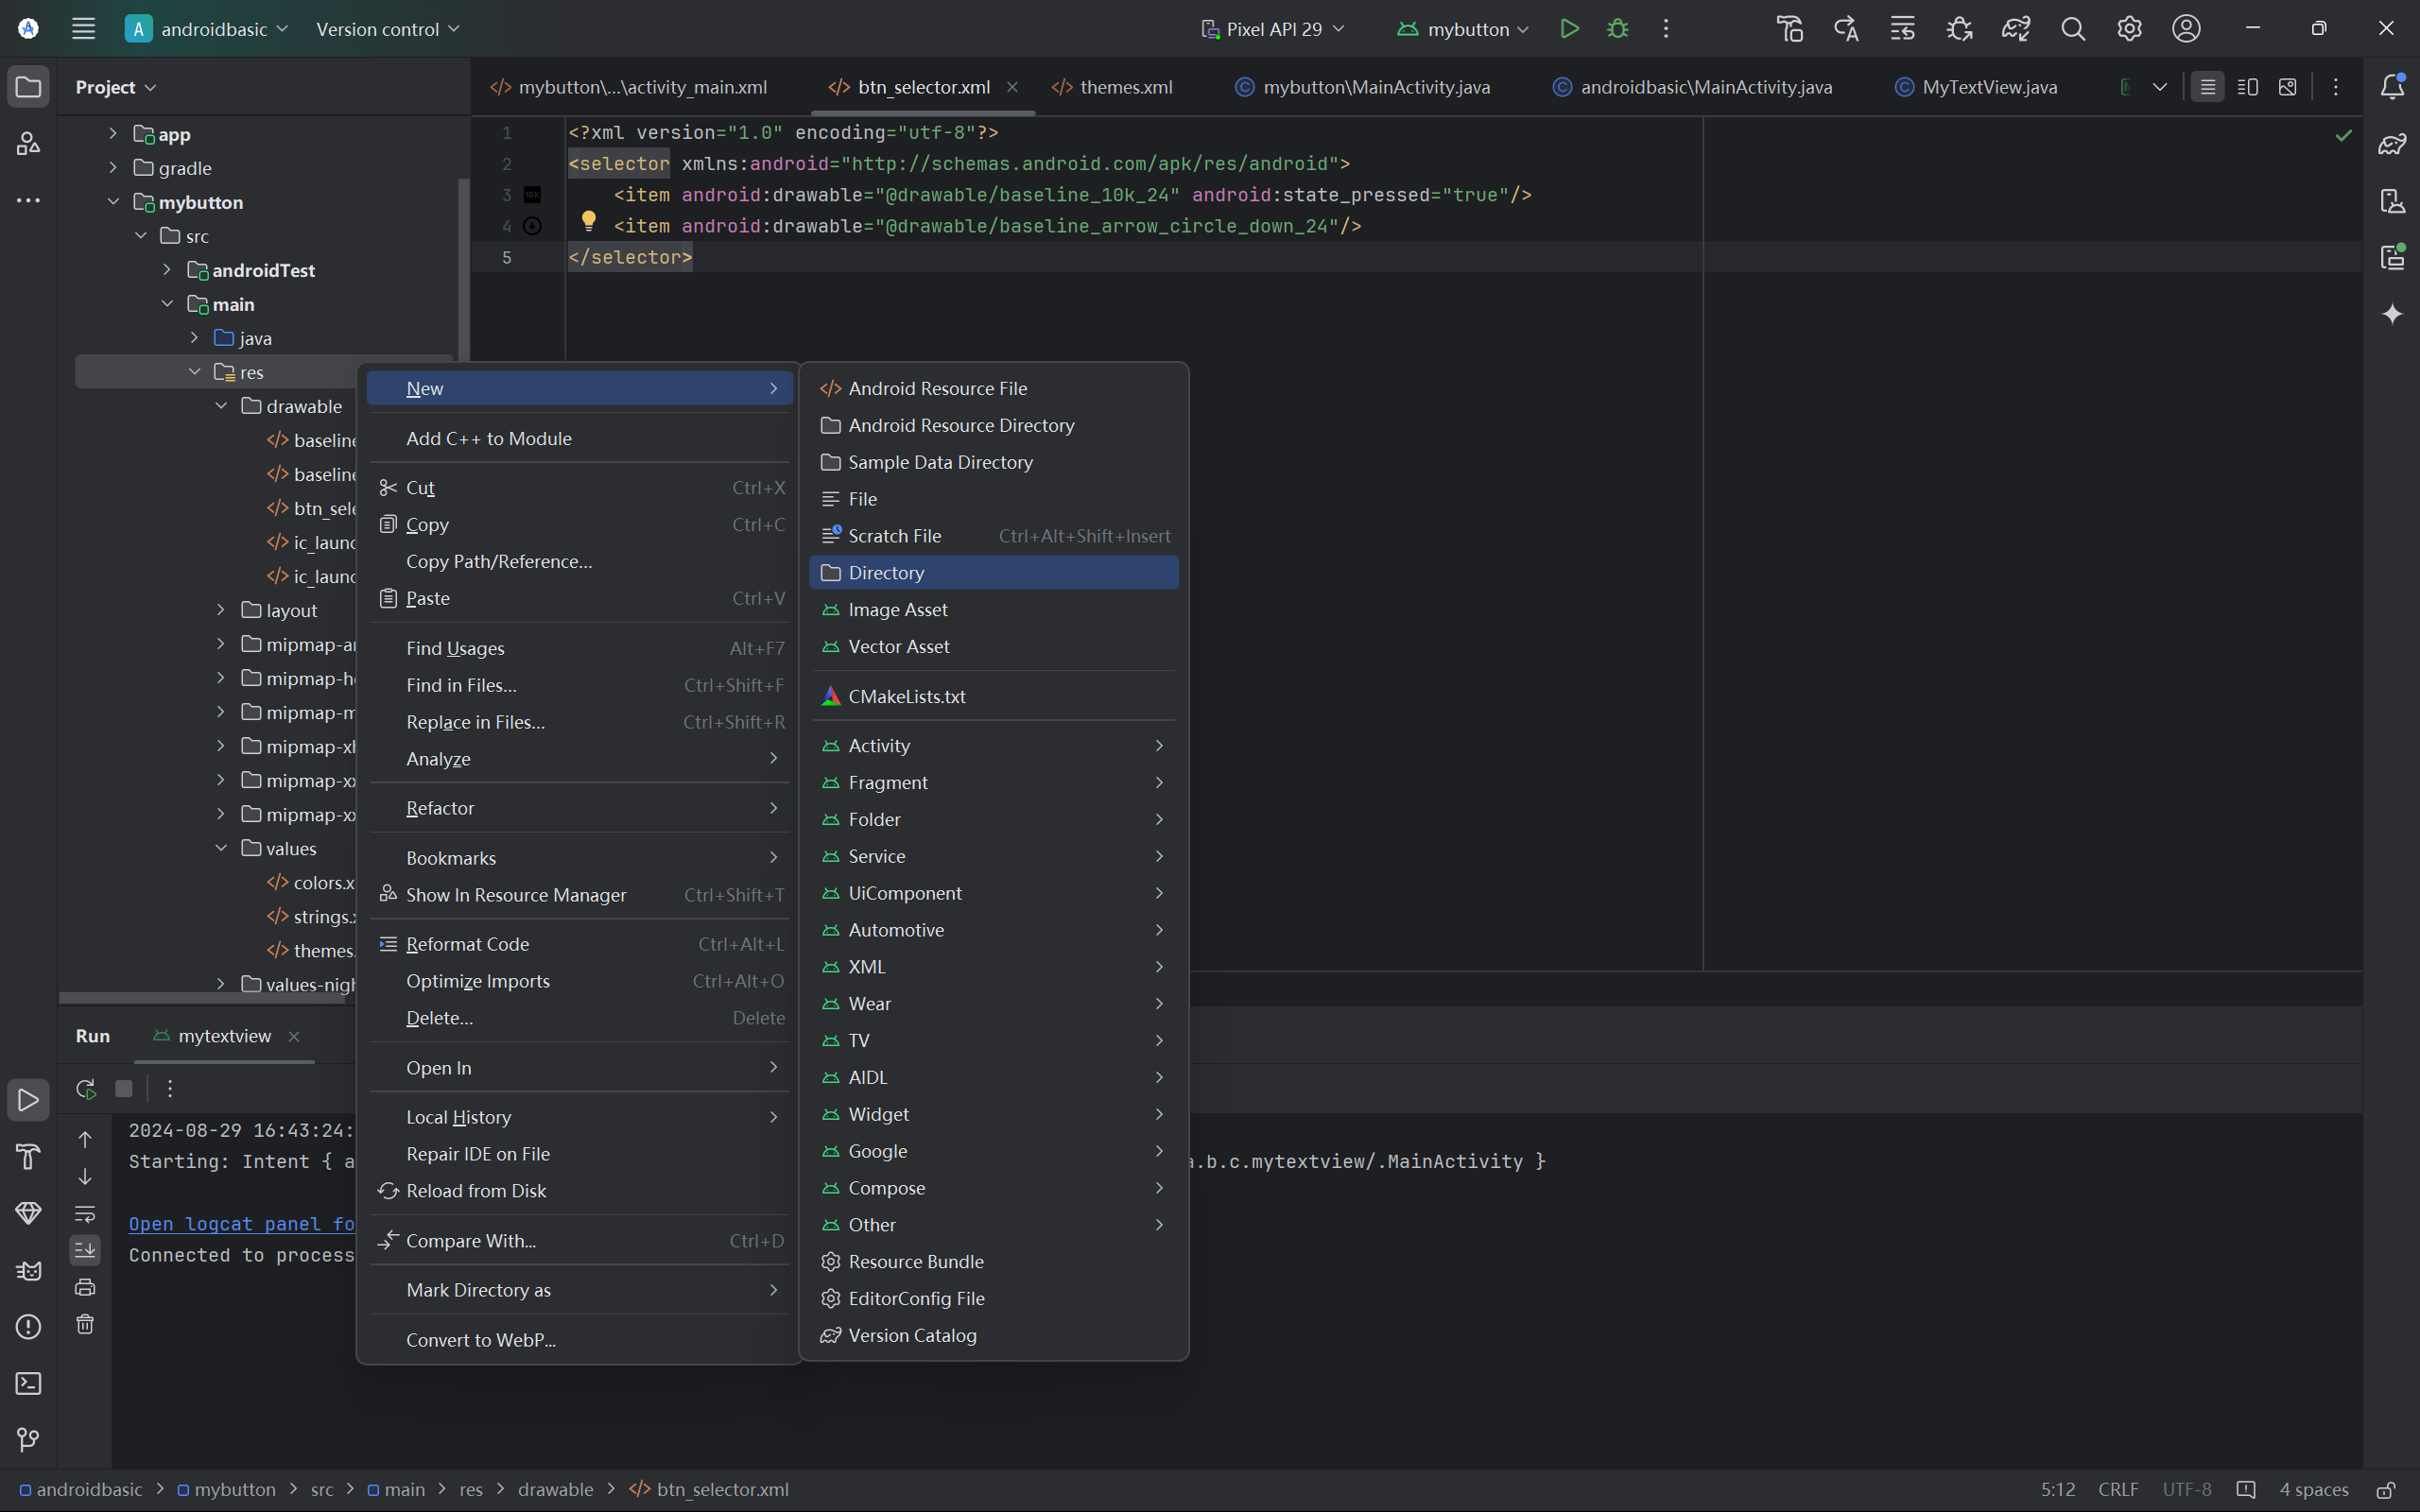 A androidbasic Version control Pixel API 29 mybutton
Project
mybutton\...\activity_main.xml btn_selector.xml themes.xml mybutton\MainActivity.java androidbasic\MainActivity.java MyTextView.java
app
gradle
mybutton
src
androidTest
main
java
res
drawable
baseline
baseline
btn_sele
ic_launc
ic_launc
layout
mipmap-a
mipmap-h
mipmap-m
mipmap-xh
mipmap-xx
mipmap-xx
values
colors.x
strings.x
themes.
values-nigh
1 <?xml version="1.0" encoding="utf-8"?>
2 <selector xmlns:android="http://schemas.android.com/apk/res/android">
3 <item android:drawable="@drawable/baseline_10k_24" android:state_pressed="true"/>
4 <item android:drawable="@drawable/baseline_arrow_circle_down_24"/>
5 </selector>
New
Add C++ to Module
Cut Ctrl+X
Copy Ctrl+C
Copy Path/Reference...
Paste Ctrl+V
Find Usages Alt+F7
Find in Files... Ctrl+Shift+F
Replace in Files... Ctrl+Shift+R
Analyze
Refactor
Bookmarks
Show In Resource Manager Ctrl+Shift+T
Reformat Code Ctrl+Alt+L
Optimize Imports Ctrl+Alt+O
Delete... Delete
Open In
Local History
Repair IDE on File
Reload from Disk
Compare With... Ctrl+D
Mark Directory as
Convert to WebP...
Android Resource File
Android Resource Directory
Sample Data Directory
File
Scratch File Ctrl+Alt+Shift+Insert
Directory
Image Asset
Vector Asset
CMakeLists.txt
Activity
Fragment
Folder
Service
UiComponent
Automotive
XML
Wear
TV
AIDL
Widget
Google
Compose
Other
Resource Bundle
EditorConfig File
Version Catalog
Run mytextview
2024-08-29 16:43:24:
Starting: Intent { a .b.c.mytextview/.MainActivity }
Open logcat panel fo
Connected to process
androidbasic mybutton src main res drawable btn_selector.xml
5:12 CRLF UTF-8 4 spaces